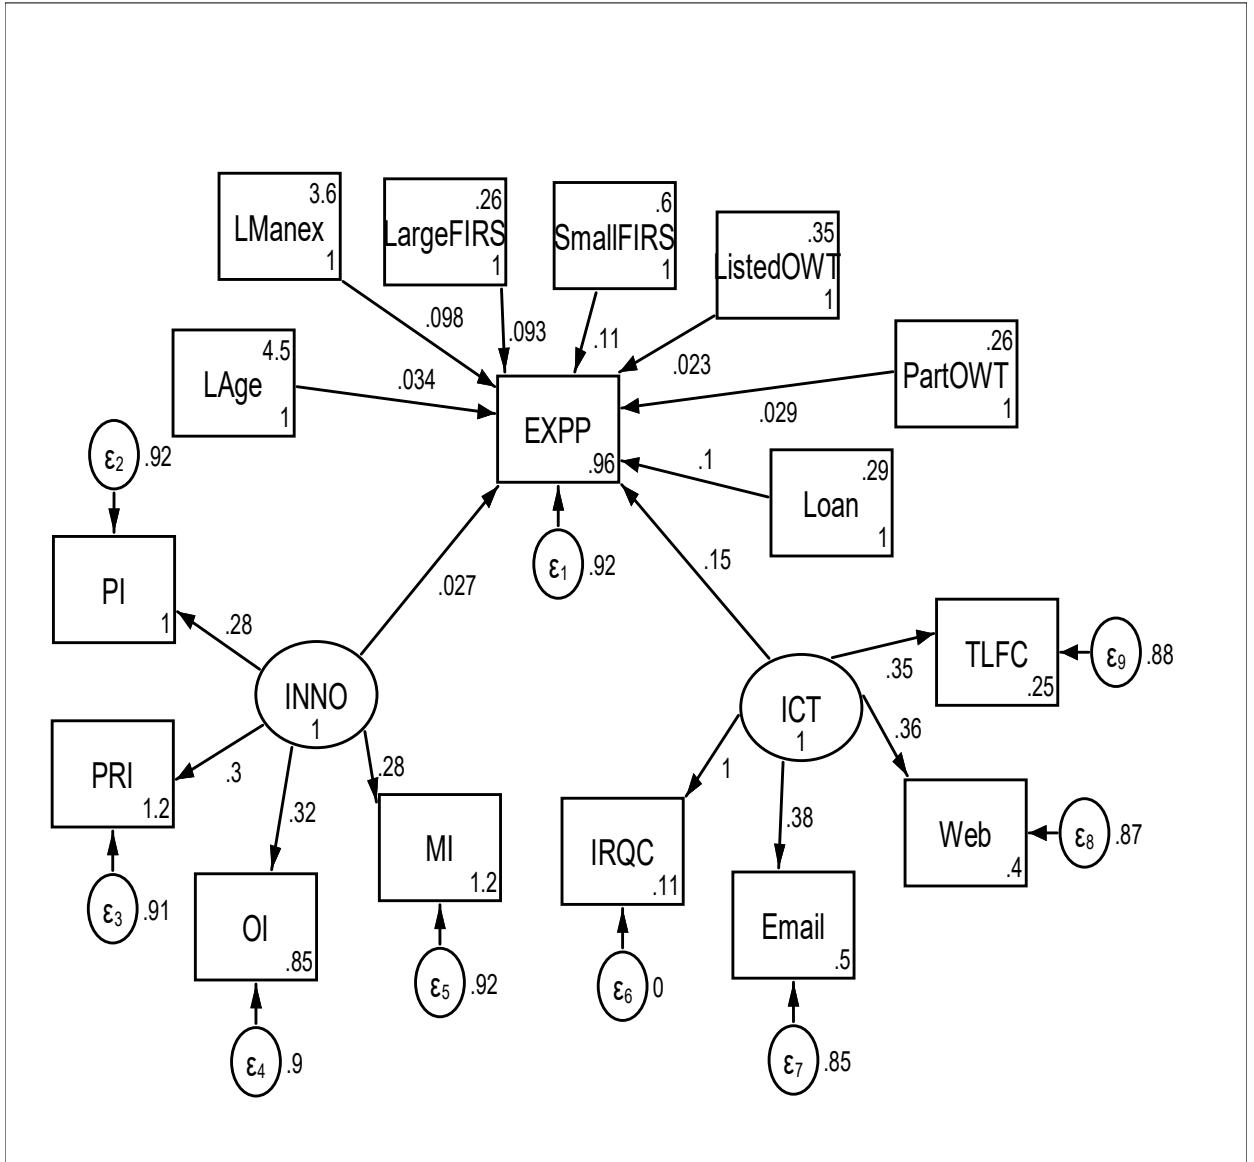 3.6
LManex
1
.26
LargeFIRS
1
.6
SmallFIRS
1
.35
ListedOWT
1
.098
.093
.11
.023
4.5
LAge
1
.034
.26
PartOWT
1
.029
EXPP
.96
ε2
.92
.1
.29
Loan
1
ε1
.92
.15
.027
PI
1
.28
INNO
1
ICT
1
TLFC
.25
ε9
.88
.35
.36
PRI
1.2
.3
.28
.32
1
.38
MI
1.2
IRQC
.11
Web
.4
ε8
.87
ε3
.91
OI
.85
Email
.5
ε5
.92
ε6
0
ε4
.9
ε7
.85